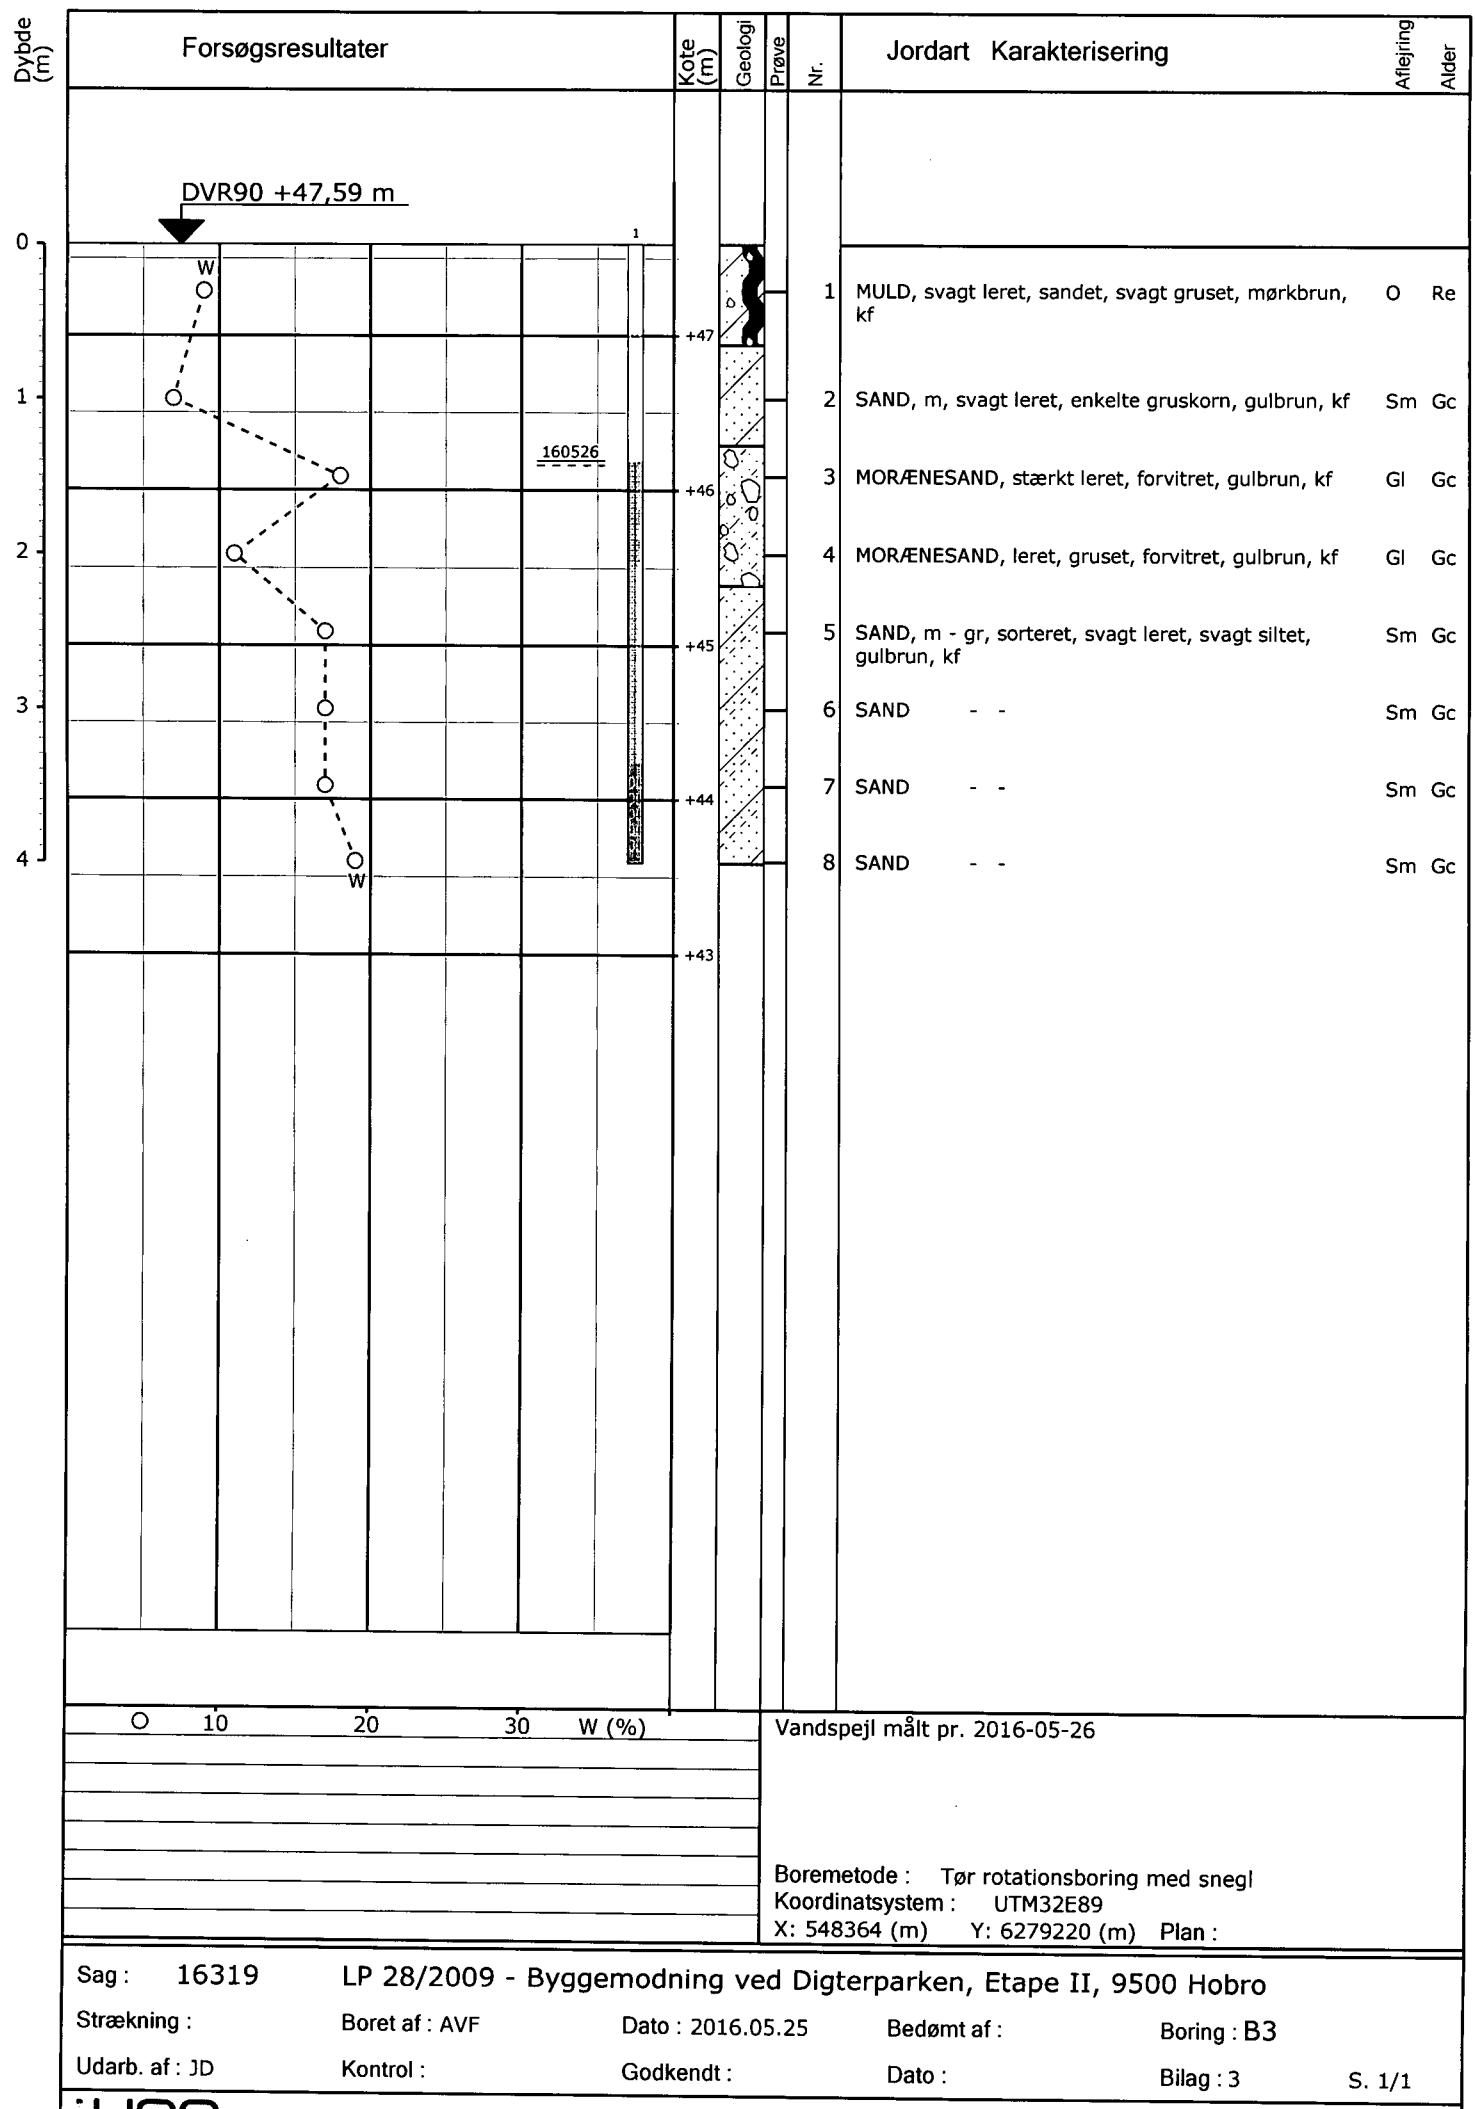 Dybde (m)
Forsøgsresultater
Kote (m)
Geologi
Prøve
Nr.
Jordart Karakterisering
Aflejring
Alder
DVR90 +47,59 m
0
1
W
1 MULD, svagt leret, sandet, svagt gruset, mørkbrun, O Re
kf
+47
1
2 SAND, m, svagt leret, enkelte gruskorn, gulbrun, kf Sm Gc
160526
3 MORÆNESAND, stærkt leret, forvitret, gulbrun, kf Gl Gc
+46
2
4 MORÆNESAND, leret, gruset, forvitret, gulbrun, kf Gl Gc
5 SAND, m - gr, sorteret, svagt leret, svagt siltet, Sm Gc
gulbrun, kf
+45
3
6 SAND - - Sm Gc
7 SAND - - Sm Gc
+44
4
8 SAND - - Sm Gc
W
+43
10 20 30 W (%)
Vandspejl målt pr. 2016-05-26
Boremetode : Tør rotationsboring med snegl
Koordinatsystem : UTM32E89
X: 548364 (m) Y: 6279220 (m) Plan :
Sag : 16319 LP 28/2009 - Byggemodning ved Digterparken, Etape II, 9500 Hobro
Strækning : Boret af : AVF Dato : 2016.05.25 Bedømt af : Boring : B3
Udarb. af : JD Kontrol : Godkendt : Dato : Bilag : 3 S. 1/1